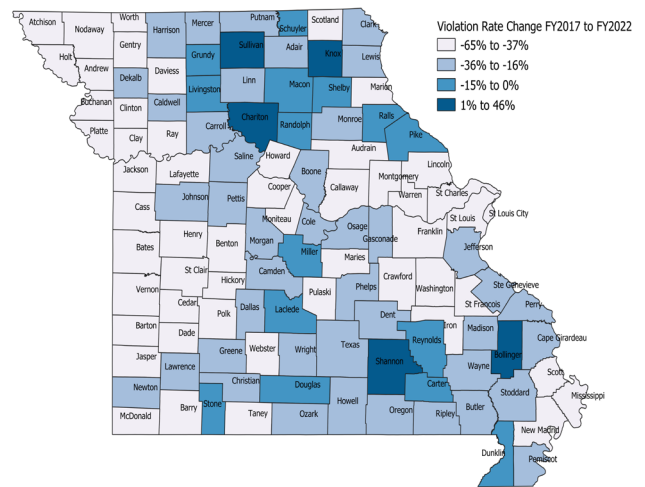 Violation Rate Change FY2017 to FY2022
-65% to -37%
-36% to -16%
-15% to 0%
1% to 46%
Atchison
Nodaway
Worth
Harrison
Mercer
Putnam
Schuyler
Scotland
Clark
Gentry
Holt
Andrew
Daviess
Grundy
Sullivan
Adair
Knox
Lewis
Dekalb
Livingston
Linn
Macon
Shelby
Marion
Buchanan
Clinton
Caldwell
Chariton
Randolph
Monroe
Ralls
Platte
Clay
Ray
Carroll
Pike
Audrain
Saline
Howard
Boone
Callaway
Montgomery
Lincoln
Jackson
Lafayette
Cooper
Warren
St Charles
Cass
Johnson
Pettis
Moniteau
Cole
Osage
Gasconade
Franklin
St Louis
St Louis City
Henry
Benton
Morgan
Miller
Maries
Jefferson
Bates
St Clair
Hickory
Camden
Pulaski
Phelps
Crawford
Washington
Ste Genevieve
Vernon
Cedar
Polk
Dallas
Laclede
Dent
St Francois
Perry
Barton
Dade
Iron
Madison
Cape Girardeau
Jasper
Greene
Webster
Wright
Texas
Shannon
Reynolds
Wayne
Bollinger
Lawrence
Scott
Newton
Christian
Douglas
Carter
Stoddard
Mississippi
McDonald
Barry
Stone
Taney
Ozark
Howell
Oregon
Ripley
Butler
New Madrid
Dunklin
Pemiscot